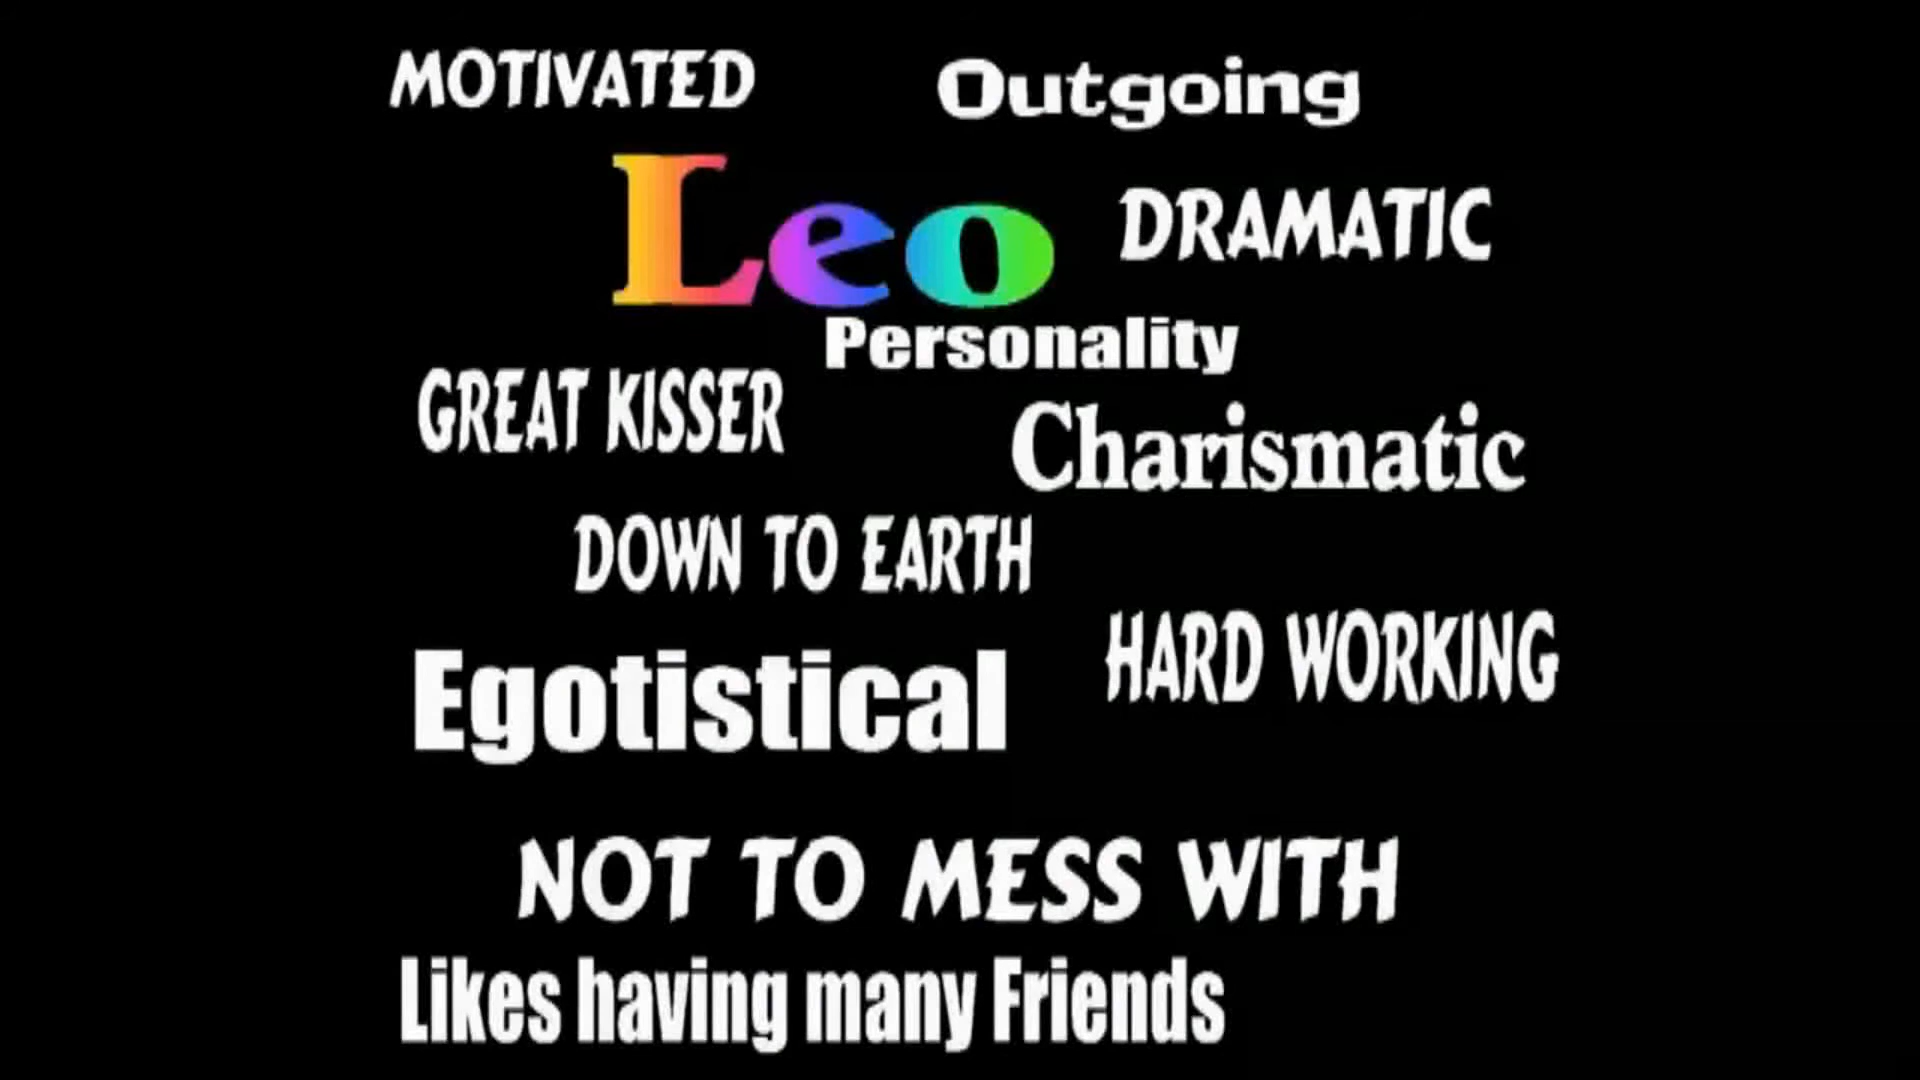 MOTIVATED
Outgoing
Leo
DRAMATIC
Personality
GREAT KISSER
Charismatic
DOWN TO EARTH
HARD WORKING
Egotistical
NOT TO MESS WITH
Likes having many Friends